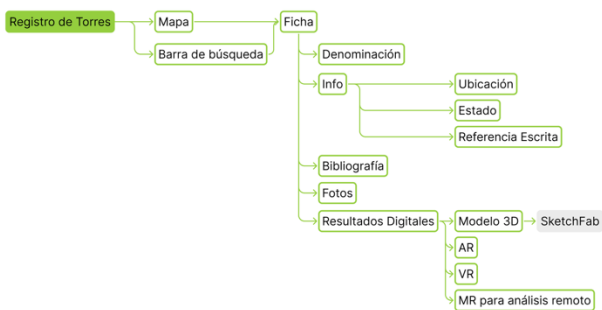 Registro de Torres
Mapa
Ficha
Barra de búsqueda
Denominación
Info
Ubicación
Estado
Referencia Escrita
Bibliografía
Fotos
Resultados Digitales
Modelo 3D
SketchFab
AR
VR
MR para análisis remoto